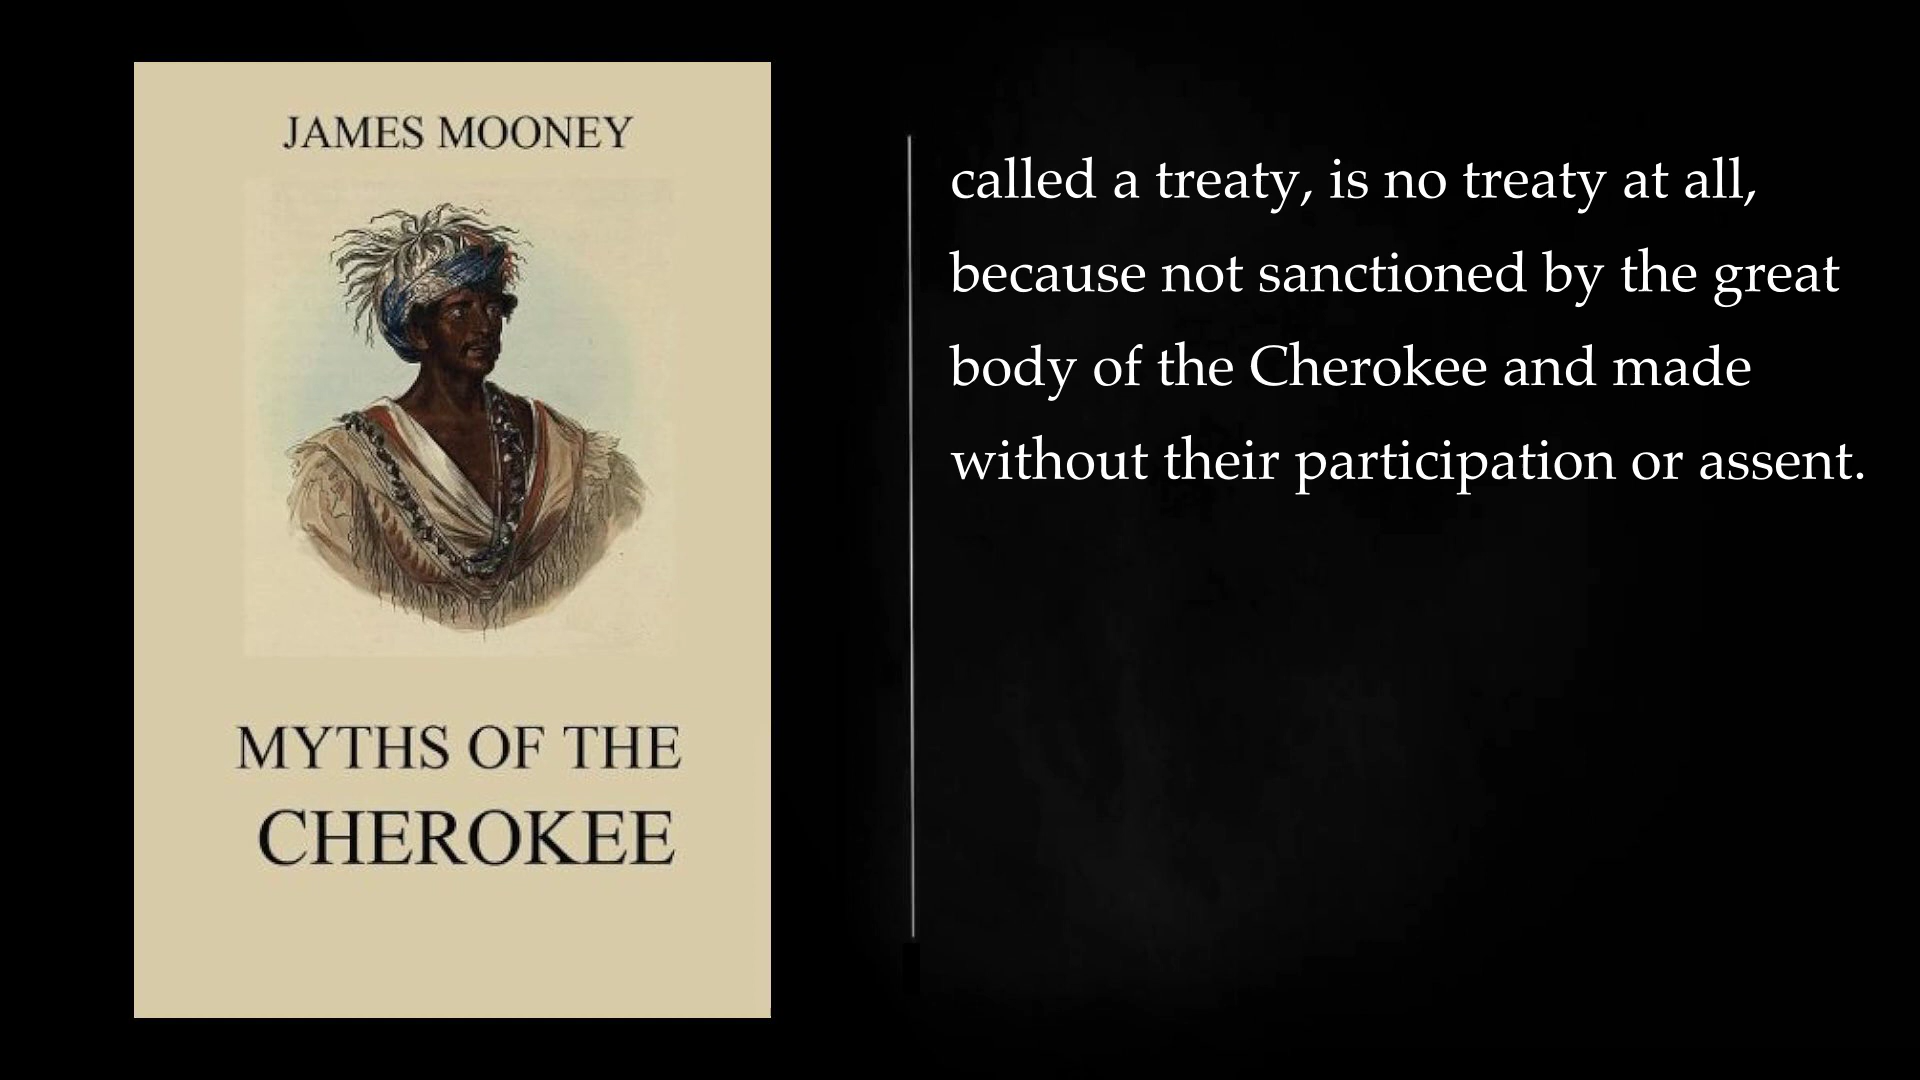 JAMES MOONEY
MYTHS OF THE
CHEROKEE
called a treaty, is no treaty at all,
because not sanctioned by the great
body of the Cherokee and made
without their participation or assent.